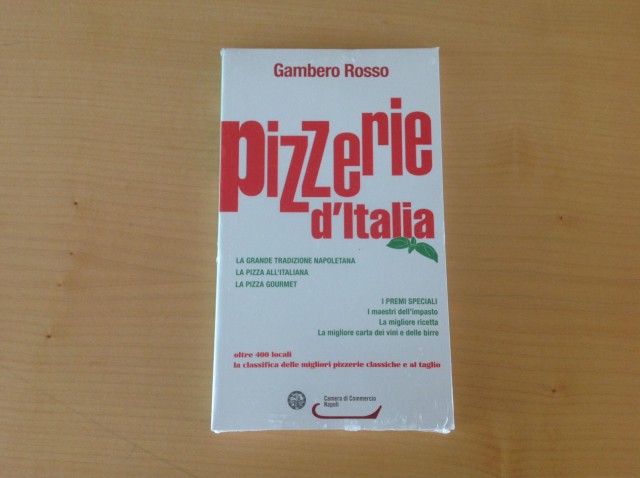 Gambero Rosso
pizzerie
d'Italia
LA GRANDE TRADIZIONE NAPOLETANA
LA PIZZA ALL'ITALIANA
LA PIZZA GOURMET
I PREMI SPECIALI
I maestri dell'impasto
La migliore ricetta
La migliore carta dei vini e delle birre
oltre 400 locali
la classifica delle migliori pizzerie classiche e al taglio
Camera di Commercio
Napoli